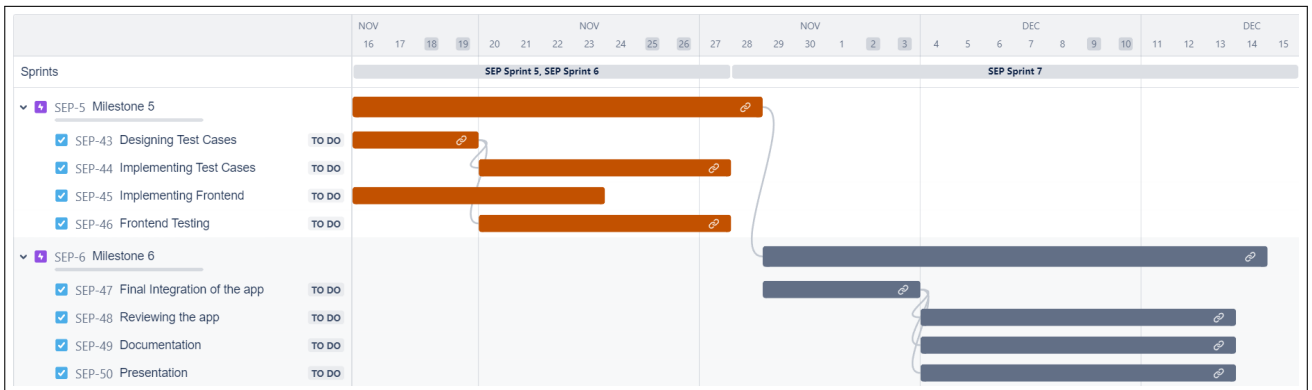 NOV NOV NOV DEC DEC
16 17 18 19 20 21 22 23 24 25 26 27 28 29 30 1 2 3 4 5 6 7 8 9 10 11 12 13 14 15
Sprints SEP Sprint 5, SEP Sprint 6 SEP Sprint 7
SEP-5 Milestone 5
SEP-43 Designing Test Cases TO DO
SEP-44 Implementing Test Cases TO DO
SEP-45 Implementing Frontend TO DO
SEP-46 Frontend Testing TO DO
SEP-6 Milestone 6
SEP-47 Final Integration of the app TO DO
SEP-48 Reviewing the app TO DO
SEP-49 Documentation TO DO
SEP-50 Presentation TO DO